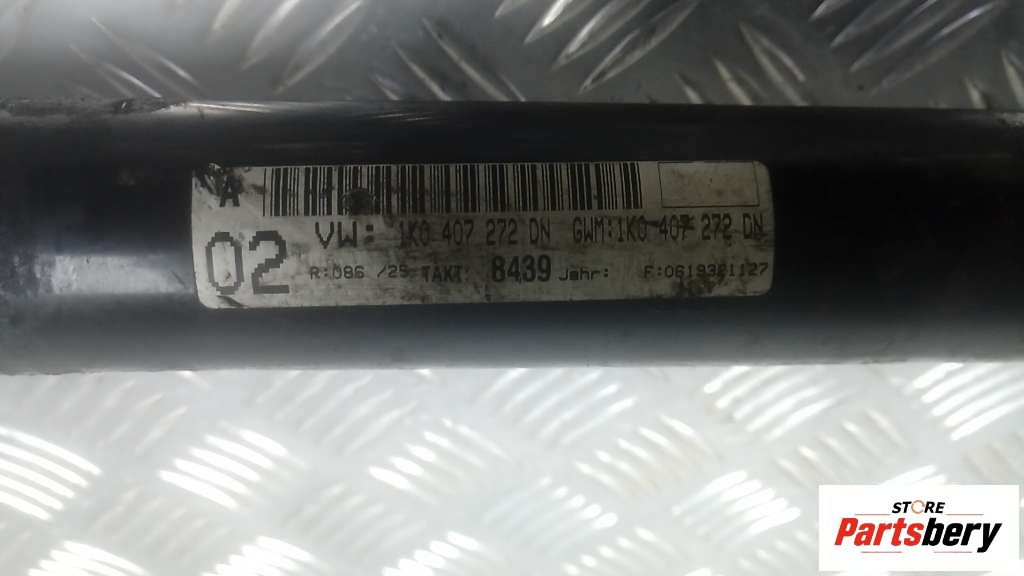 A
VW: 1K0 407 272 DN GWM:1K0 407 272 DN
02
R:086 /25 TAKT 8439 Jahr: F:0619321127
STORE
Partsbery